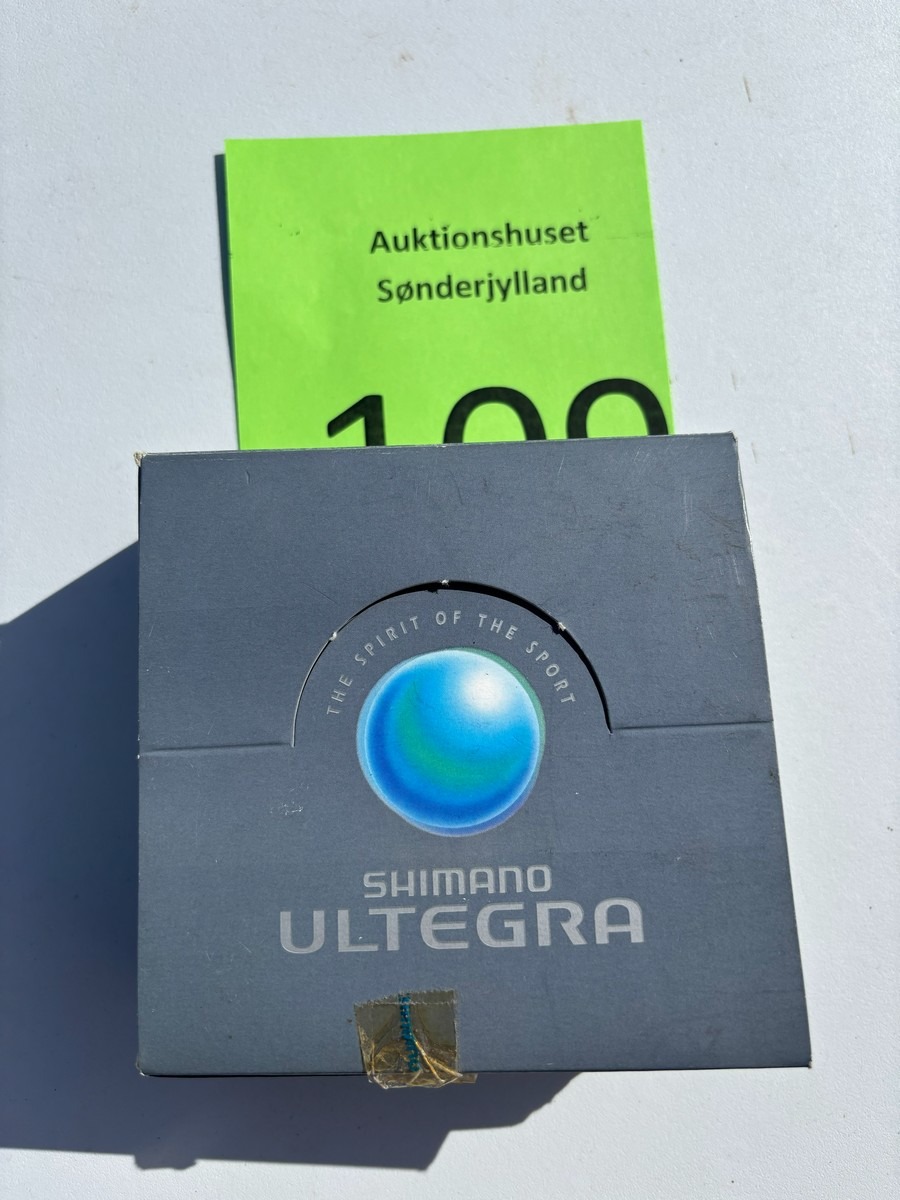 Auktionshuset
Sønderjylland
THE SPIRIT OF THE SPORT
SHIMANO
ULTEGRA